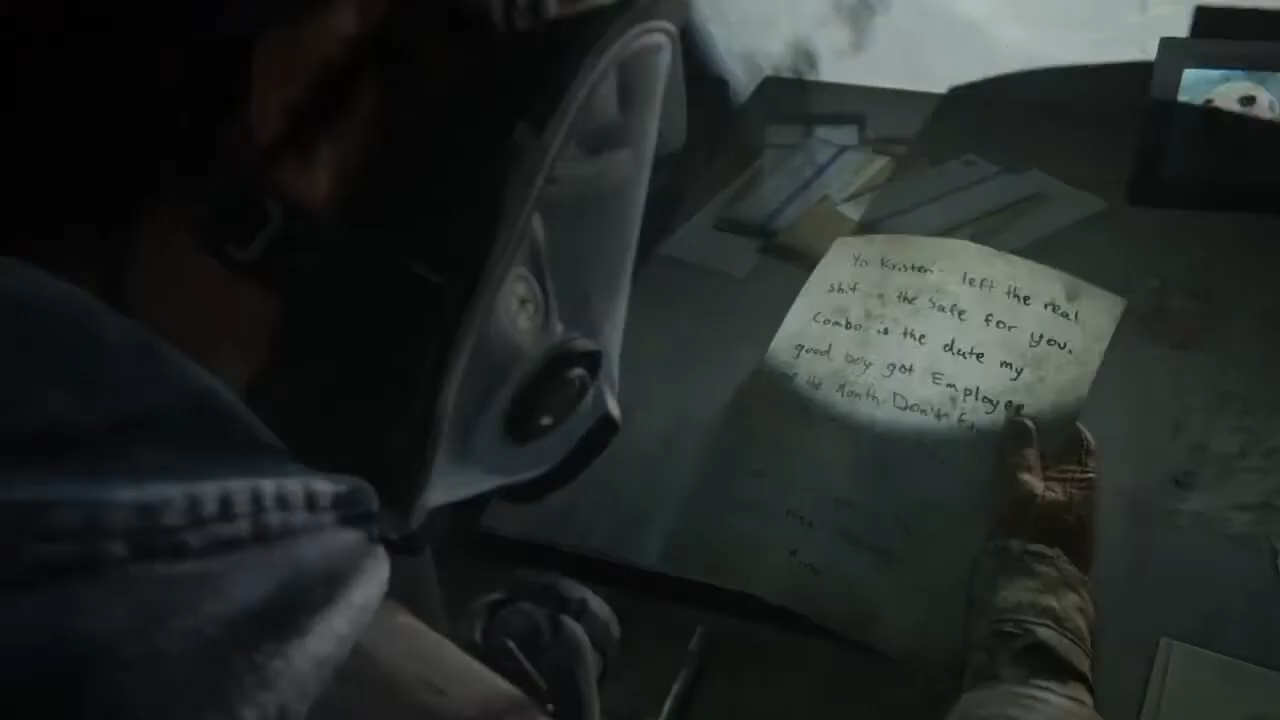 Yo Kristen - left the real
shit the safe for you.
Combo is the date my
good boy got Employee
of the Month. Don't